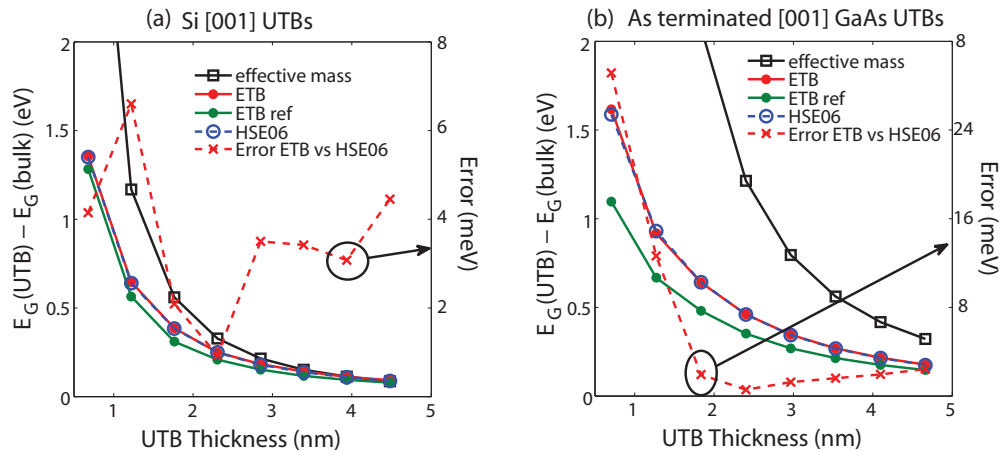 (a) Si [001] UTBs
2
1.5
1
0.5
0
E_G(UTB) − E_G(bulk) (eV)
effective mass
ETB
ETB ref
HSE06
Error ETB vs HSE06
8
6
4
2
Error (meV)
1 2 3 4 5
UTB Thickness (nm)
(b) As terminated [001] GaAs UTBs
2
1.5
1
0.5
0
E_G(UTB) − E_G(bulk) (eV)
effective mass
ETB
ETB ref
HSE06
Error ETB vs HSE06
8
24
16
8
Error (meV)
1 2 3 4 5
UTB Thickness (nm)